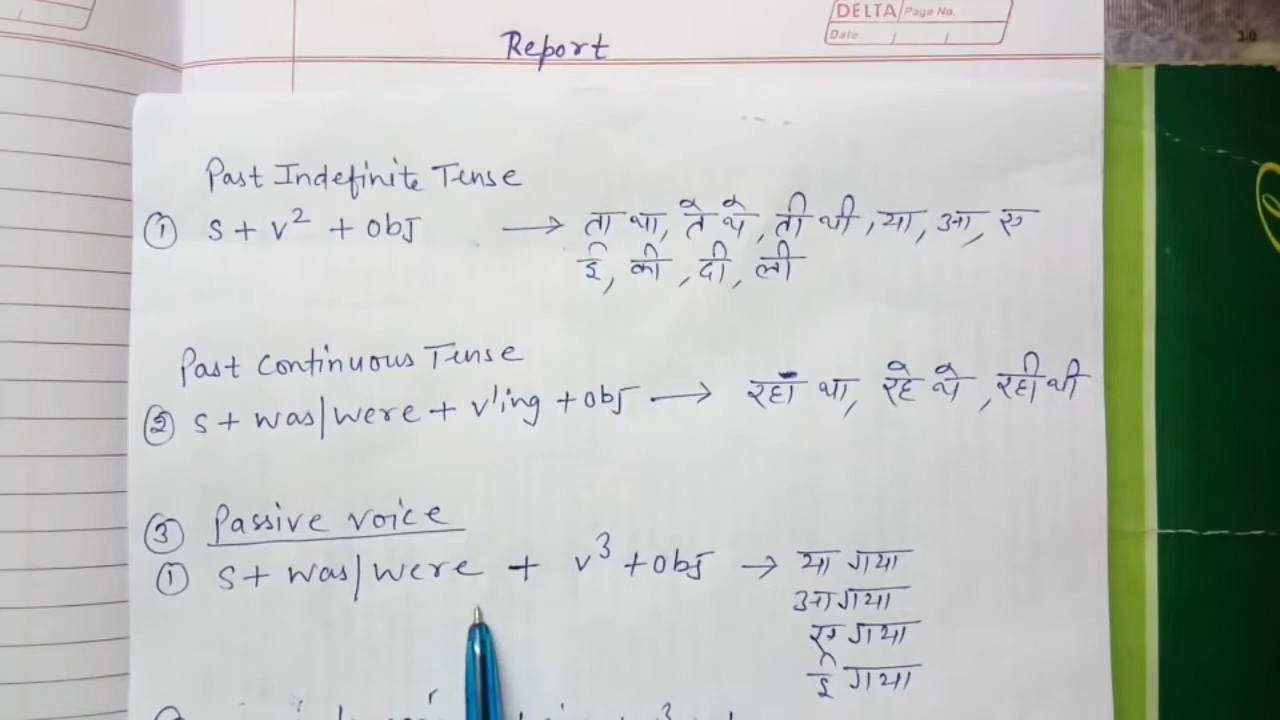 DELTA Page No.
Date
Report
Past Indefinite Tense
① S + V² + obj → ता था, ते थे, ती थी, या, आ, ए
ई, की, दी, ली
Past Continuous Tense
② S + was/were + V'ing + obj → रहा था, रहे थे, रही थी
③ Passive voice
① S + was/were + V³ + obj → या गया
आ गया
ए गया
ई गया